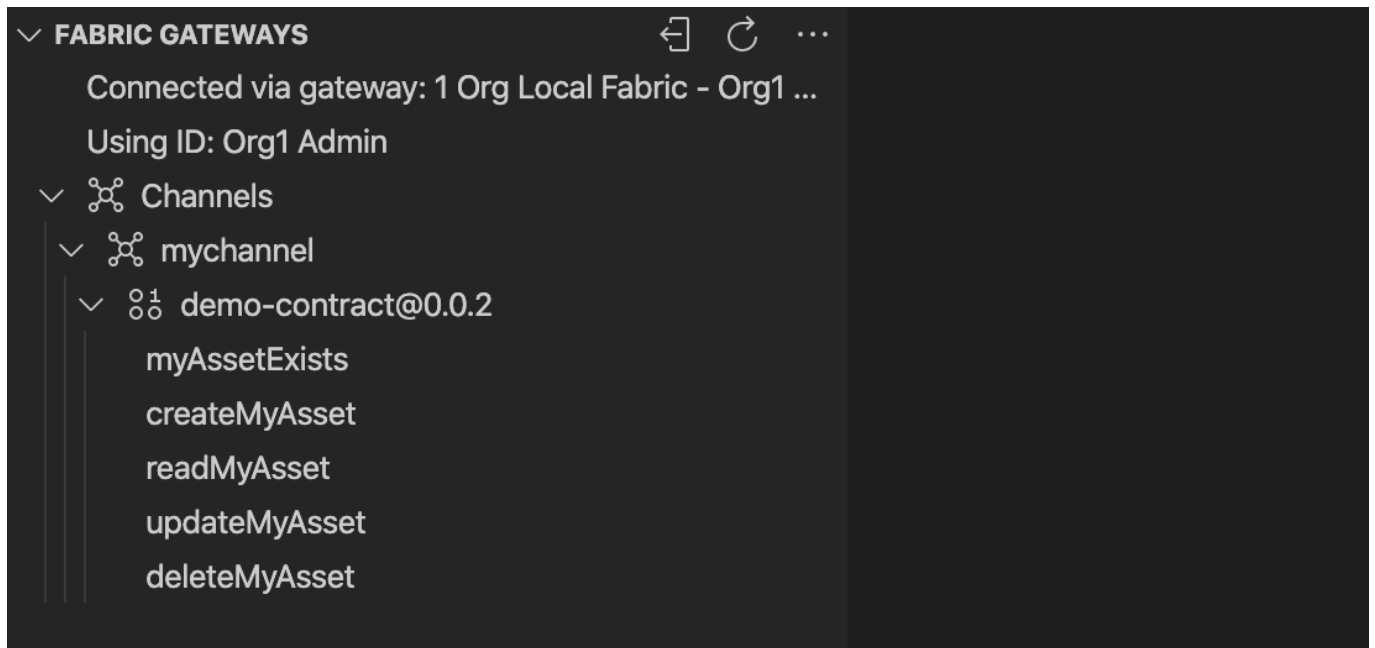 FABRIC GATEWAYS
Connected via gateway: 1 Org Local Fabric - Org1 ...
Using ID: Org1 Admin
Channels
mychannel
demo-contract@0.0.2
myAssetExists
createMyAsset
readMyAsset
updateMyAsset
deleteMyAsset